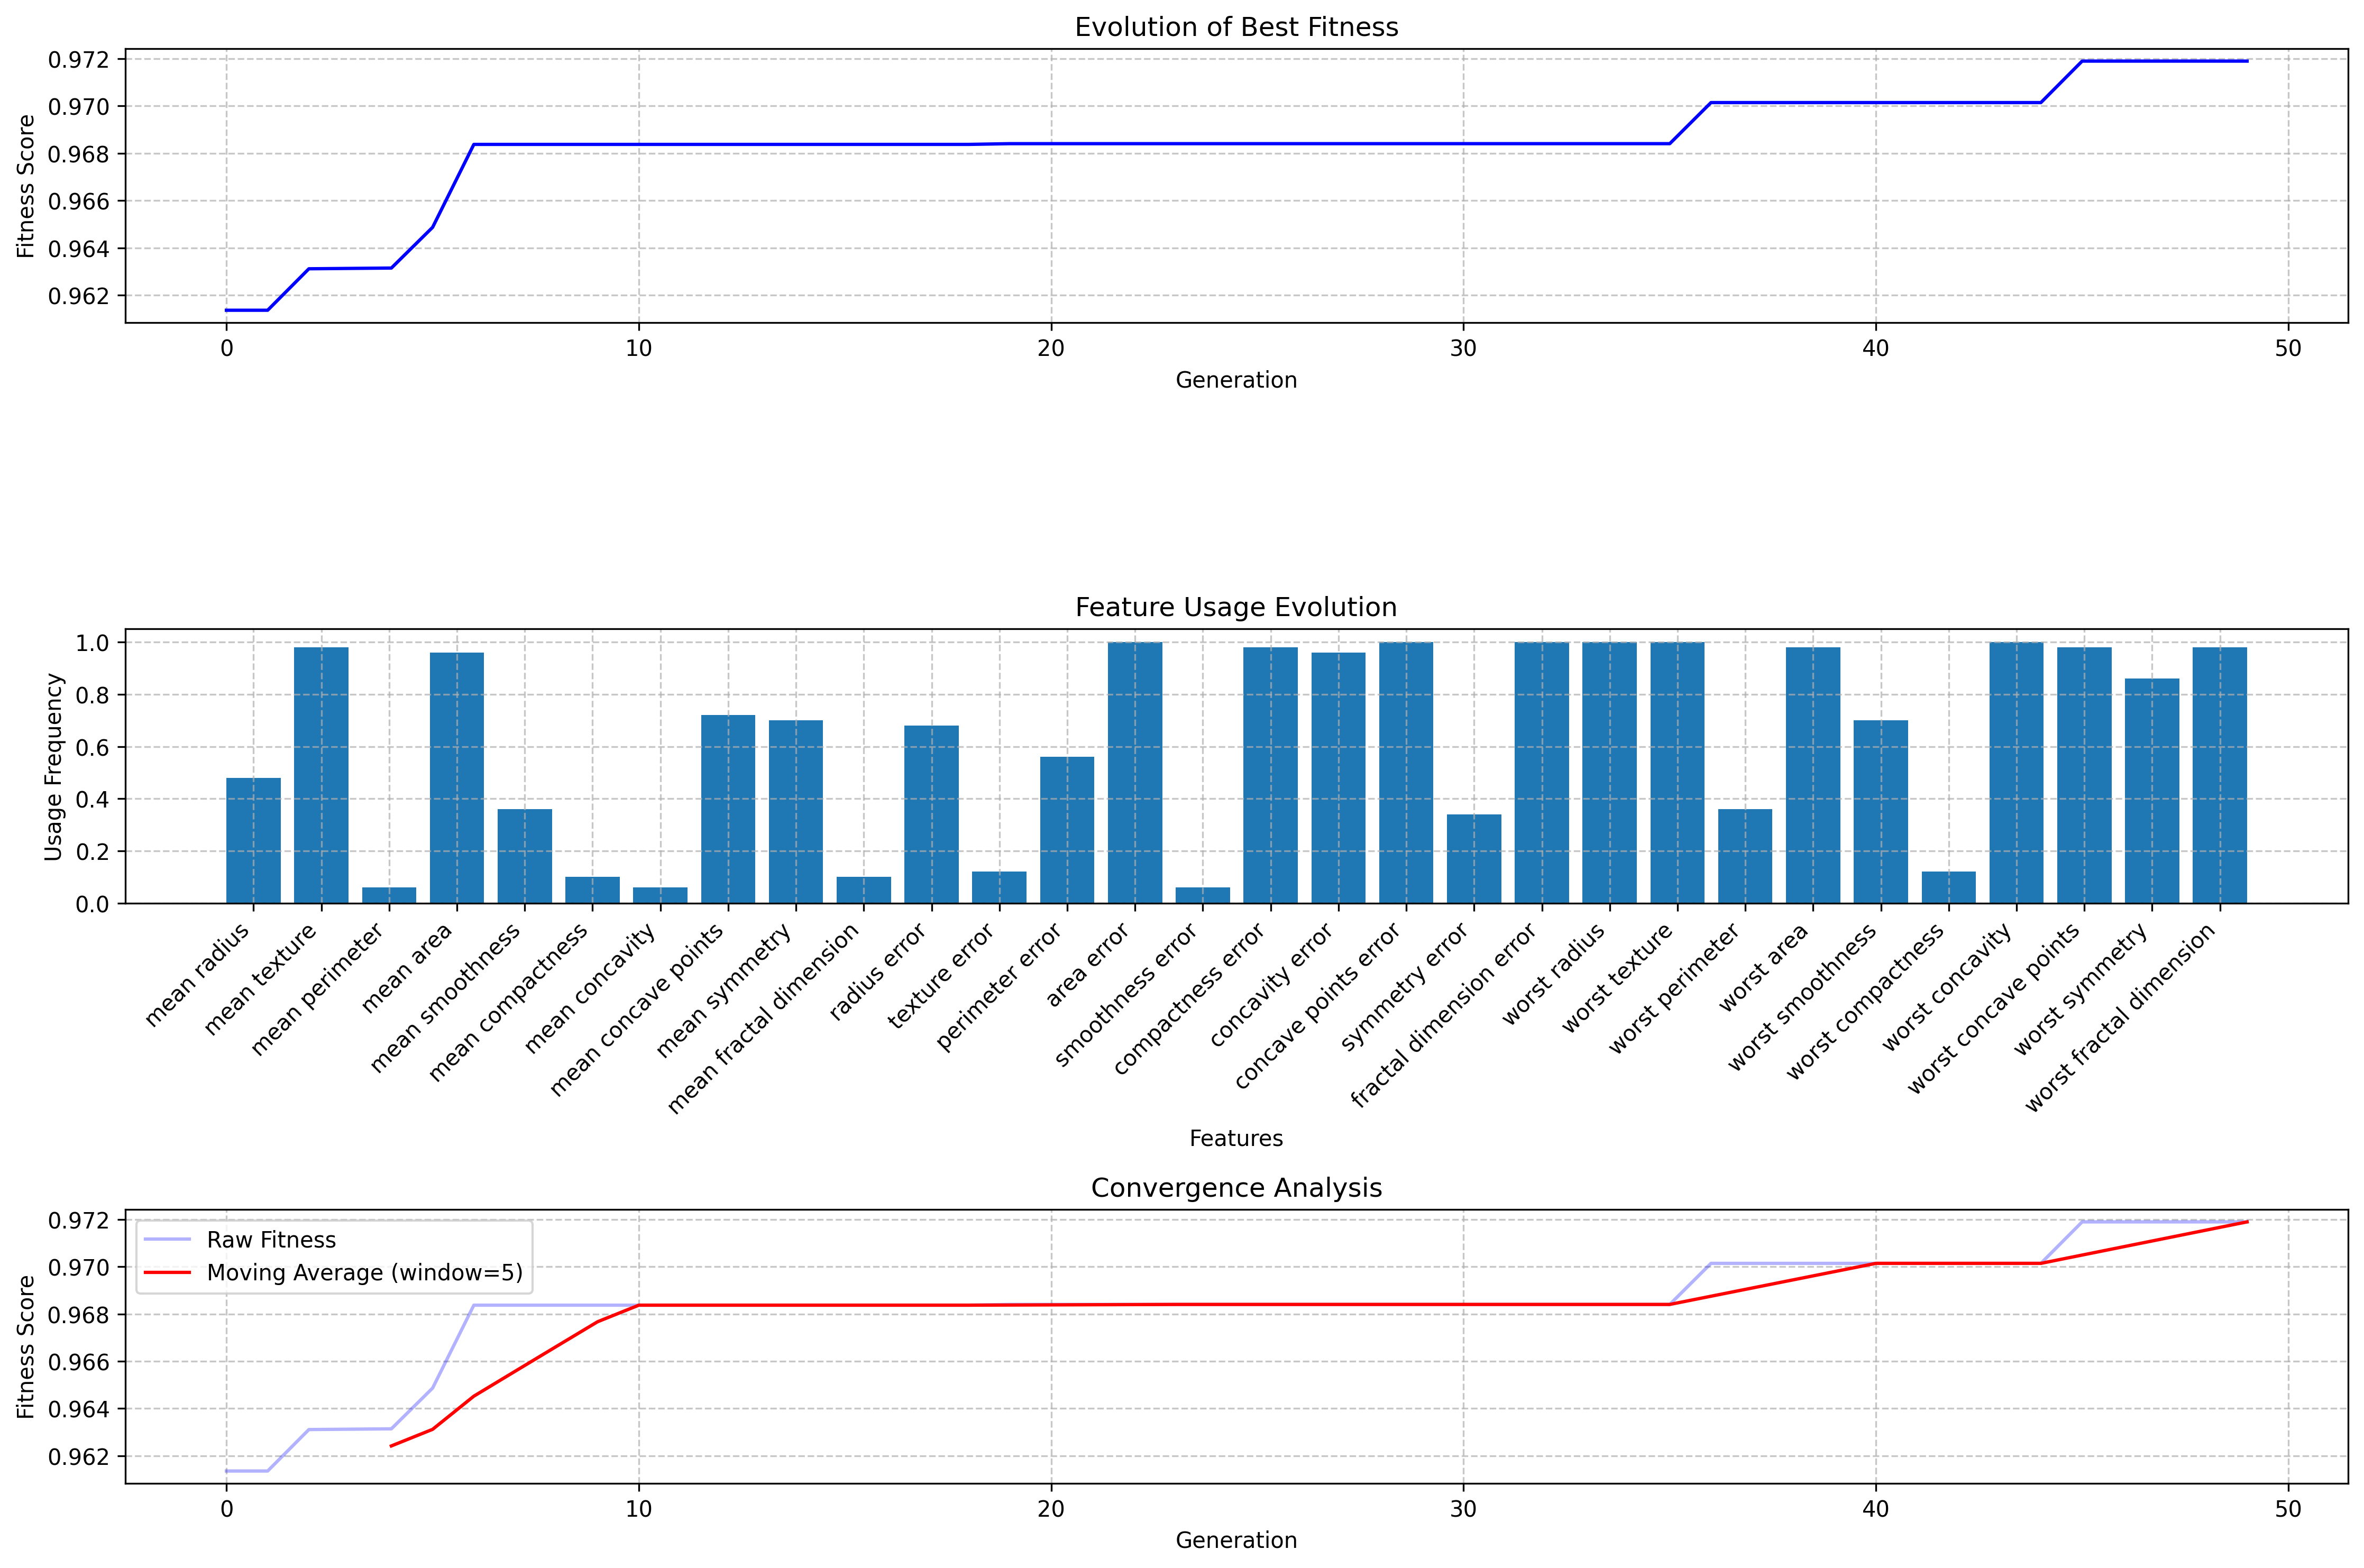 Evolution of Best Fitness
Fitness Score
0.972
0.970
0.968
0.966
0.964
0.962
0 10 20 30 40 50
Generation
Feature Usage Evolution
Usage Frequency
1.0
0.8
0.6
0.4
0.2
0.0
mean radius
mean texture
mean perimeter
mean area
mean smoothness
mean compactness
mean concavity
mean concave points
mean symmetry
mean fractal dimension
radius error
texture error
perimeter error
area error
smoothness error
compactness error
concavity error
concave points error
symmetry error
fractal dimension error
worst radius
worst texture
worst perimeter
worst area
worst smoothness
worst compactness
worst concavity
worst concave points
worst symmetry
worst fractal dimension
Features
Convergence Analysis
Fitness Score
0.972
0.970
0.968
0.966
0.964
0.962
Raw Fitness
Moving Average (window=5)
0 10 20 30 40 50
Generation